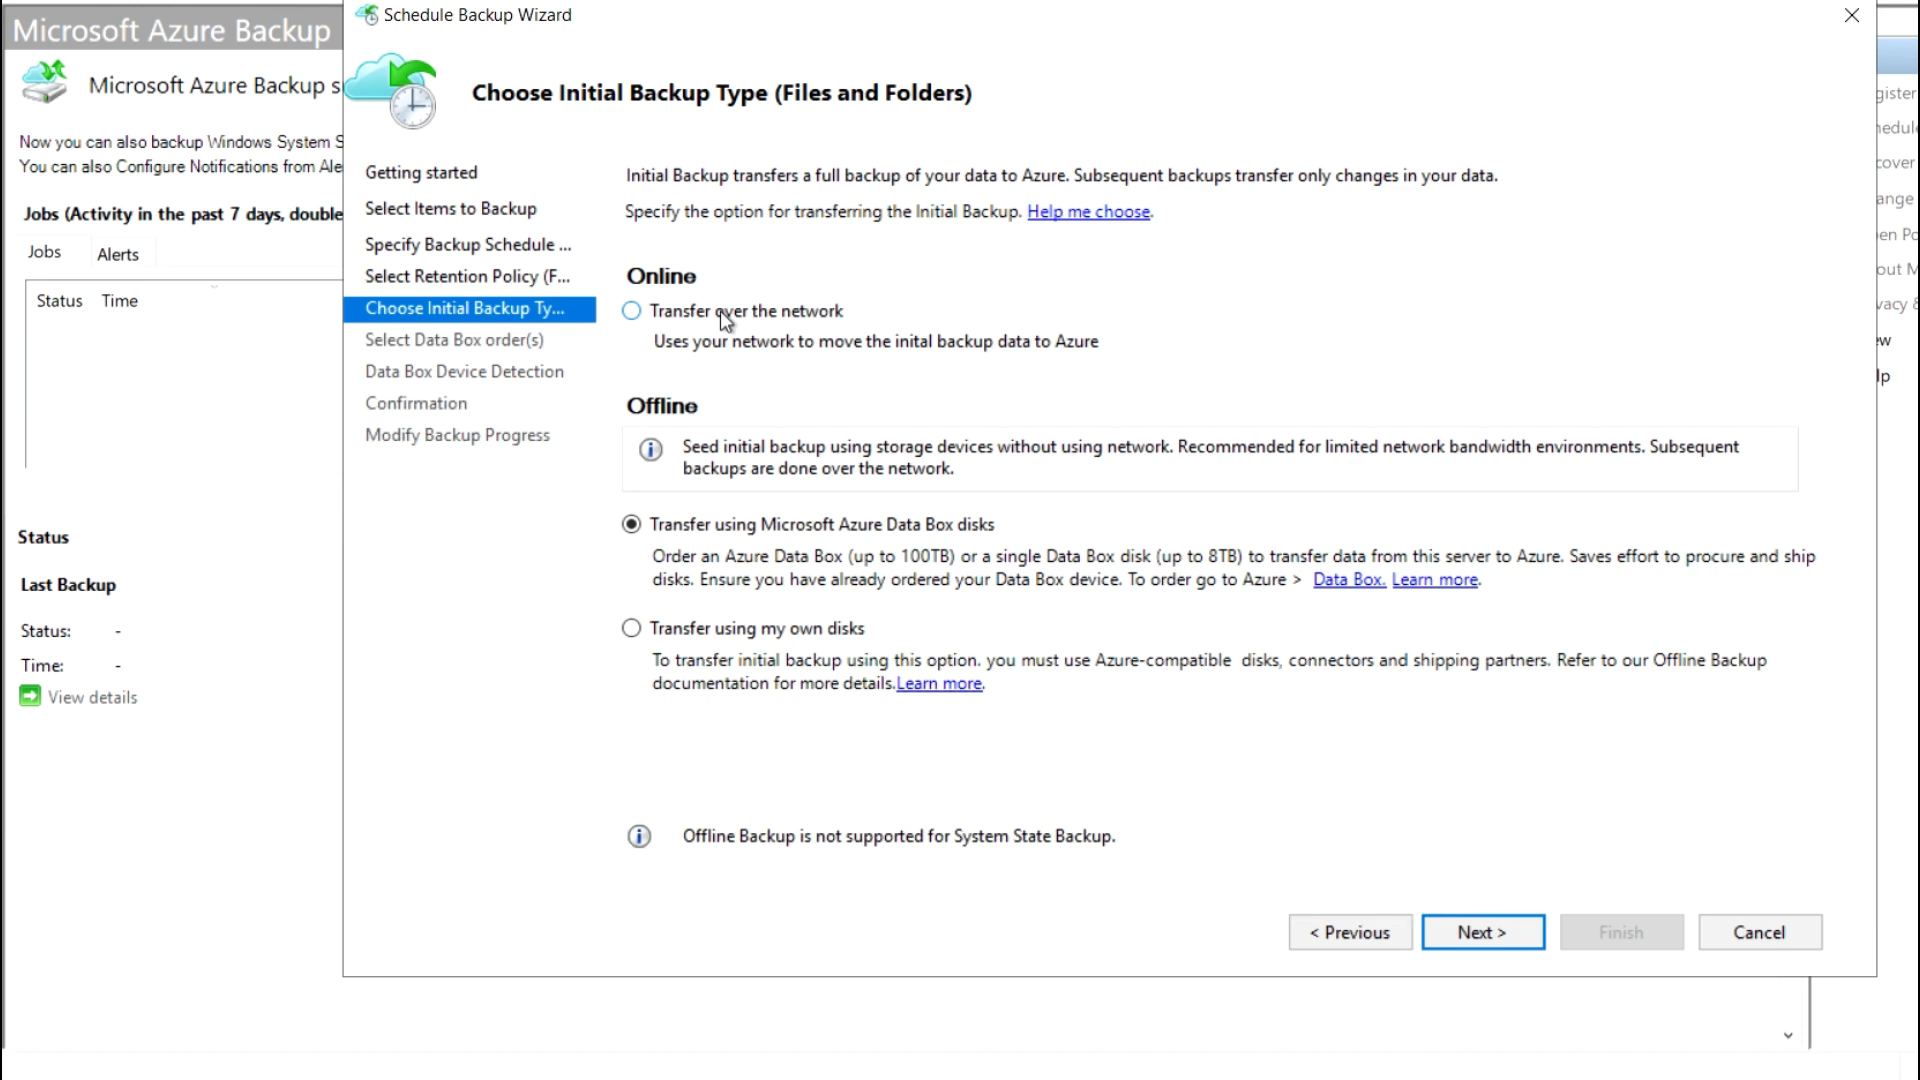 Schedule Backup Wizard
Microsoft Azure Backup
Microsoft Azure Backup s
Choose Initial Backup Type (Files and Folders)
Now you can also backup Windows System S
You can also Configure Notifications from Ale
Jobs (Activity in the past 7 days, double
Jobs
Alerts
Status Time
Status
Last Backup
Status: -
Time: -
View details
Getting started
Select Items to Backup
Specify Backup Schedule ...
Select Retention Policy (F...
Choose Initial Backup Ty...
Select Data Box order(s)
Data Box Device Detection
Confirmation
Modify Backup Progress
Initial Backup transfers a full backup of your data to Azure. Subsequent backups transfer only changes in your data.
Specify the option for transferring the Initial Backup. Help me choose.
Online
Transfer over the network
Uses your network to move the inital backup data to Azure
Offline
Seed initial backup using storage devices without using network. Recommended for limited network bandwidth environments. Subsequent
backups are done over the network.
Transfer using Microsoft Azure Data Box disks
Order an Azure Data Box (up to 100TB) or a single Data Box disk (up to 8TB) to transfer data from this server to Azure. Saves effort to procure and ship
disks. Ensure you have already ordered your Data Box device. To order go to Azure > Data Box. Learn more.
Transfer using my own disks
To transfer initial backup using this option. you must use Azure-compatible disks, connectors and shipping partners. Refer to our Offline Backup
documentation for more details.Learn more.
Offline Backup is not supported for System State Backup.
< Previous
Next >
Finish
Cancel
gister
hedule
cover
ange
en Po
out M
vacy &
ew
lp